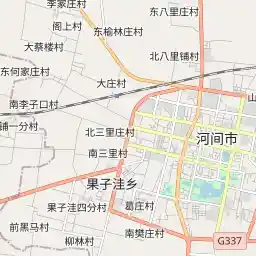 李家庄村
东八里庄村
阁上村
东榆林庄村
大蔡楼村
北八里铺村
东何家庄村
大庄村
山
南李子口村
铺一分村
北三里庄村
河间市
南三里村
果子洼乡
果子洼四分村
葛庄村
前黑马村
柳林村
南樊庄村
G337